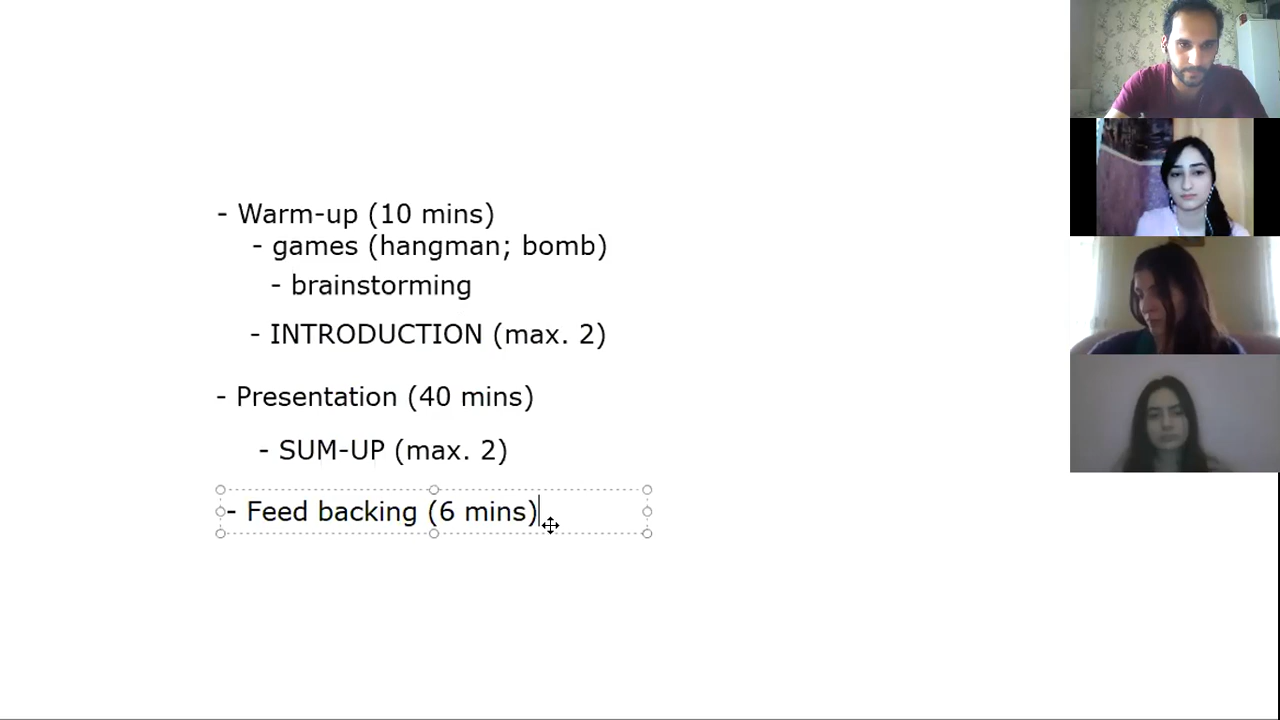 - Warm-up (10 mins)
- games (hangman; bomb)
- brainstorming
- INTRODUCTION (max. 2)
- Presentation (40 mins)
- SUM-UP (max. 2)
- Feed backing (6 mins)